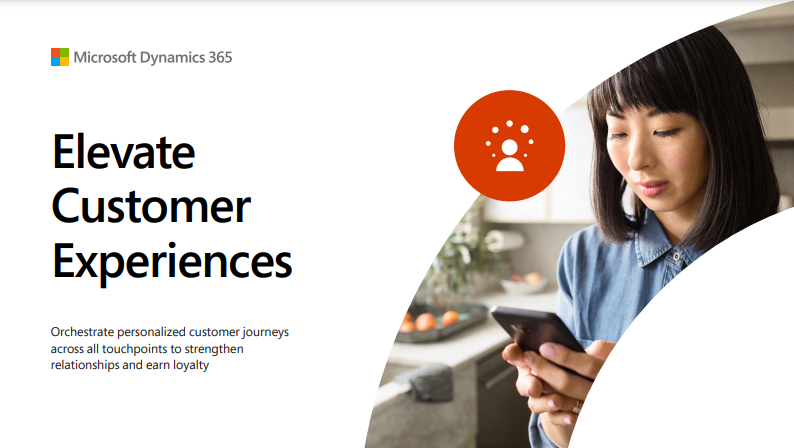 Microsoft Dynamics 365
Elevate
Customer
Experiences
Orchestrate personalized customer journeys
across all touchpoints to strengthen
relationships and earn loyalty